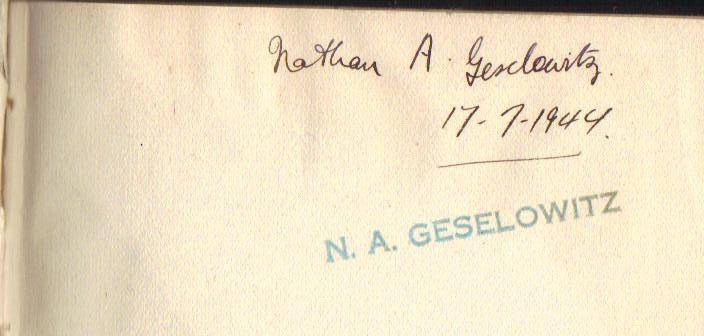 Nathan A. Geselowitz.
17-7-1944.
N. A. GESELOWITZ